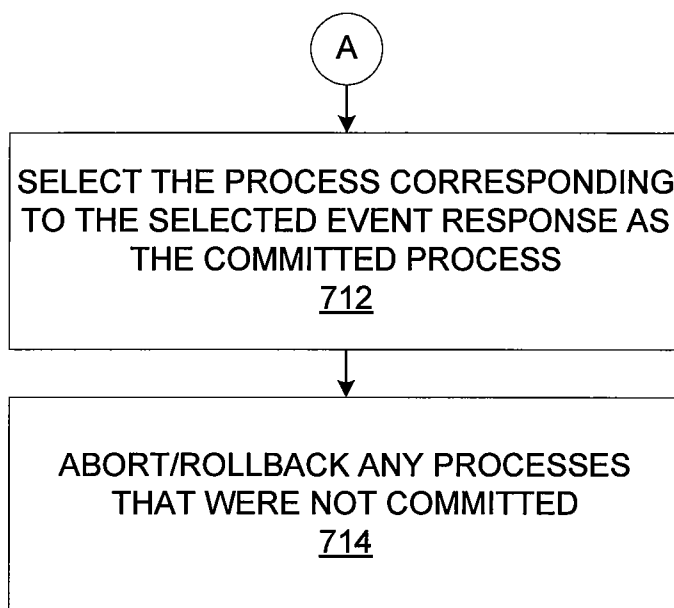 A
SELECT THE PROCESS CORRESPONDING
TO THE SELECTED EVENT RESPONSE AS
THE COMMITTED PROCESS
712
ABORT/ROLLBACK ANY PROCESSES
THAT WERE NOT COMMITTED
714